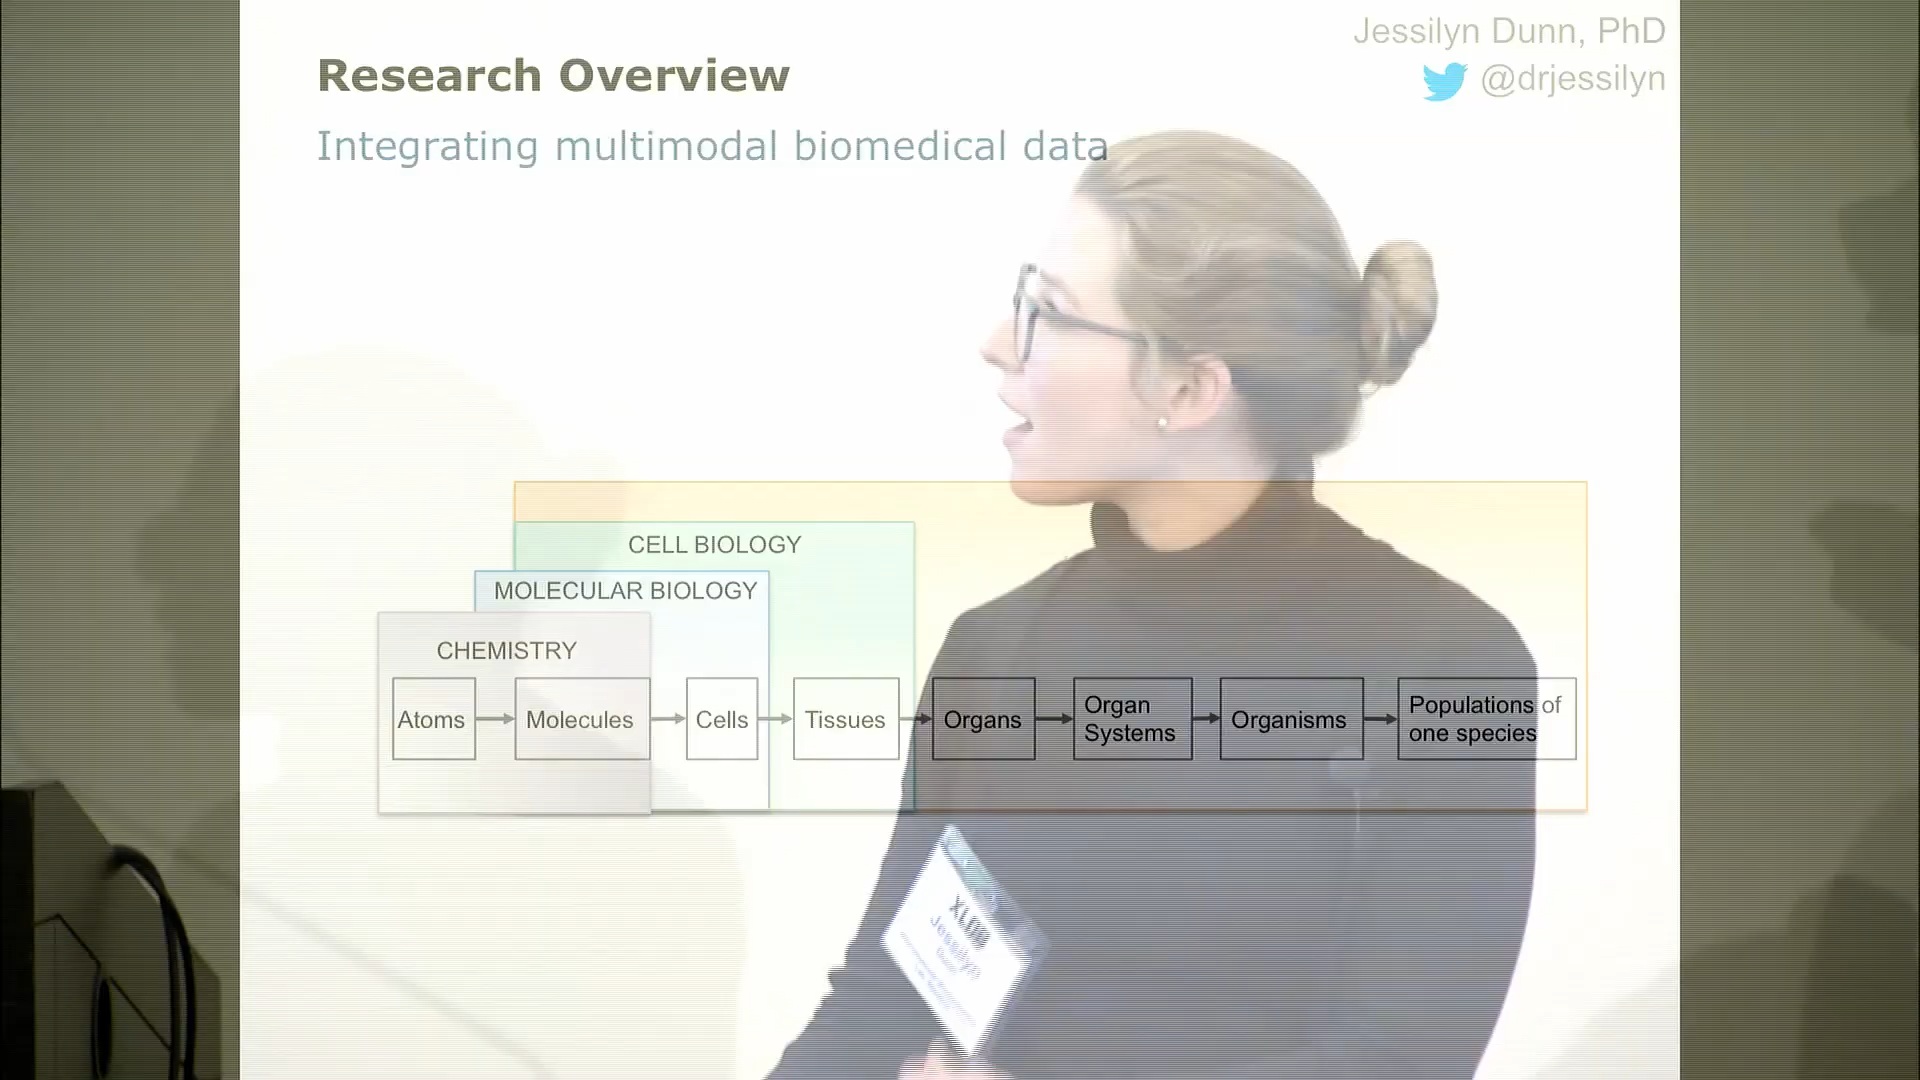 Jessilyn Dunn, PhD
@drjessilyn
Research Overview
Integrating multimodal biomedical data
CELL BIOLOGY
MOLECULAR BIOLOGY
CHEMISTRY
Atoms
Molecules
Cells
Tissues
Organs
Organ
Systems
Organisms
Populations of
one species
Jessilyn